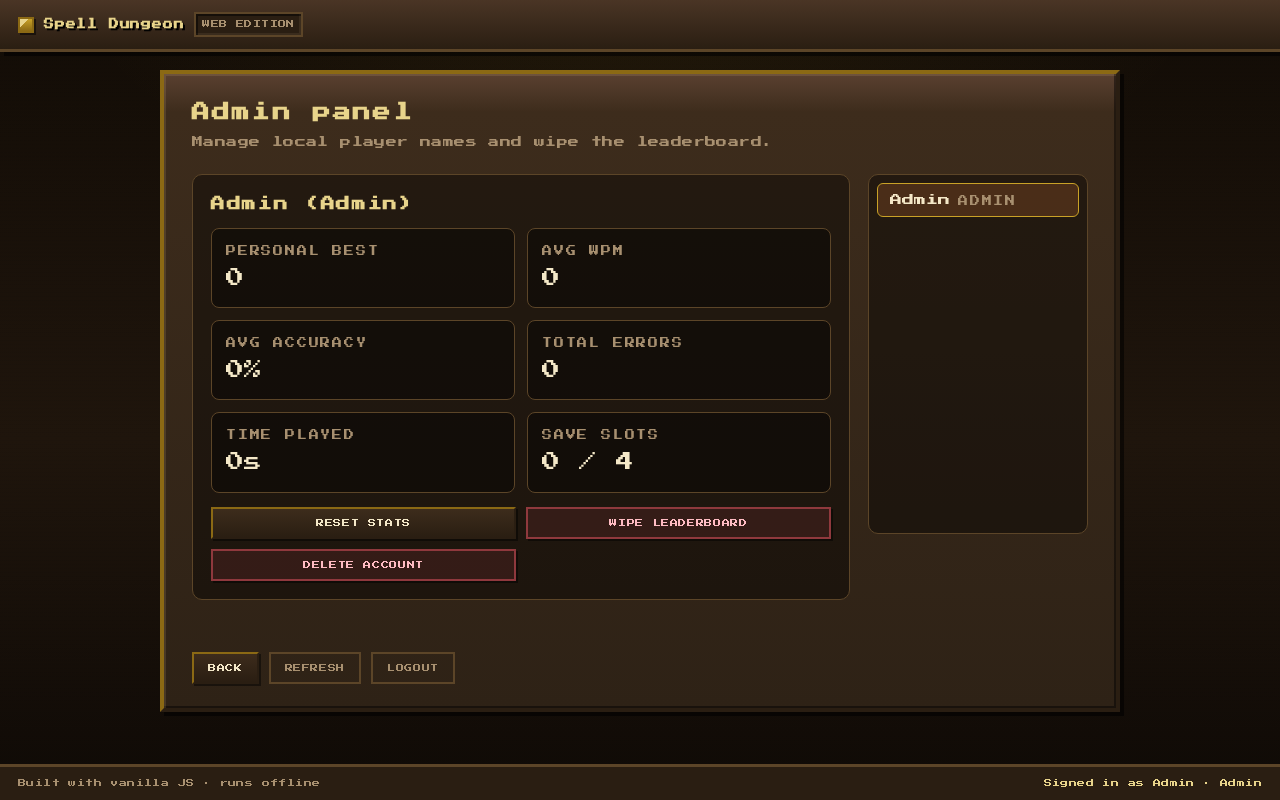 Spell Dungeon WEB EDITION
Admin panel
Manage local player names and wipe the leaderboard.
Admin (Admin)
PERSONAL BEST
0
AVG WPM
0
AVG ACCURACY
0%
TOTAL ERRORS
0
TIME PLAYED
0s
SAVE SLOTS
0 / 4
RESET STATS
WIPE LEADERBOARD
DELETE ACCOUNT
Admin ADMIN
BACK
REFRESH
LOGOUT
Built with vanilla JS · runs offline
Signed in as Admin · Admin